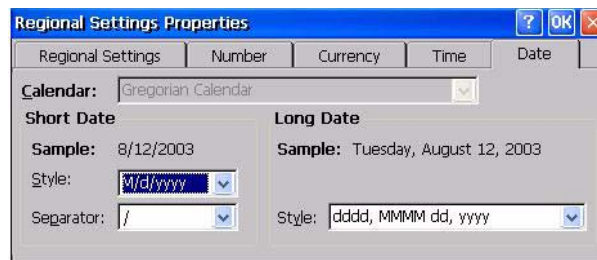 Regional Settings Properties ? OK ×
Regional Settings Number Currency Time Date
Calendar: Gregorian Calendar
Short Date
Sample: 8/12/2003
Style: M/d/yyyy
Separator: /
Long Date
Sample: Tuesday, August 12, 2003
Style: dddd, MMMM dd, yyyy